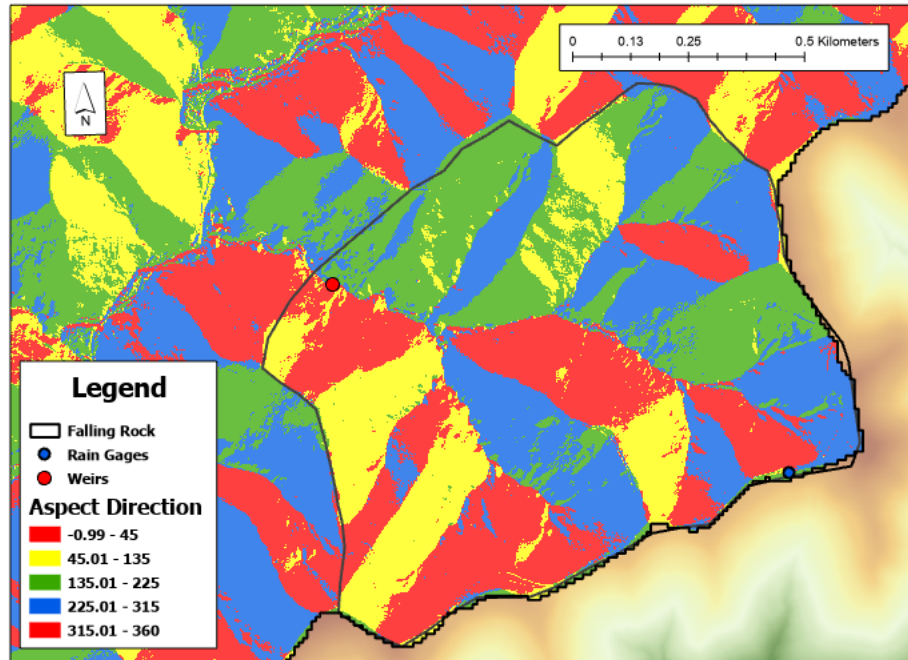 0 0.13 0.25 0.5 Kilometers
N
Legend
Falling Rock
Rain Gages
Weirs
Aspect Direction
-0.99 - 45
45.01 - 135
135.01 - 225
225.01 - 315
315.01 - 360